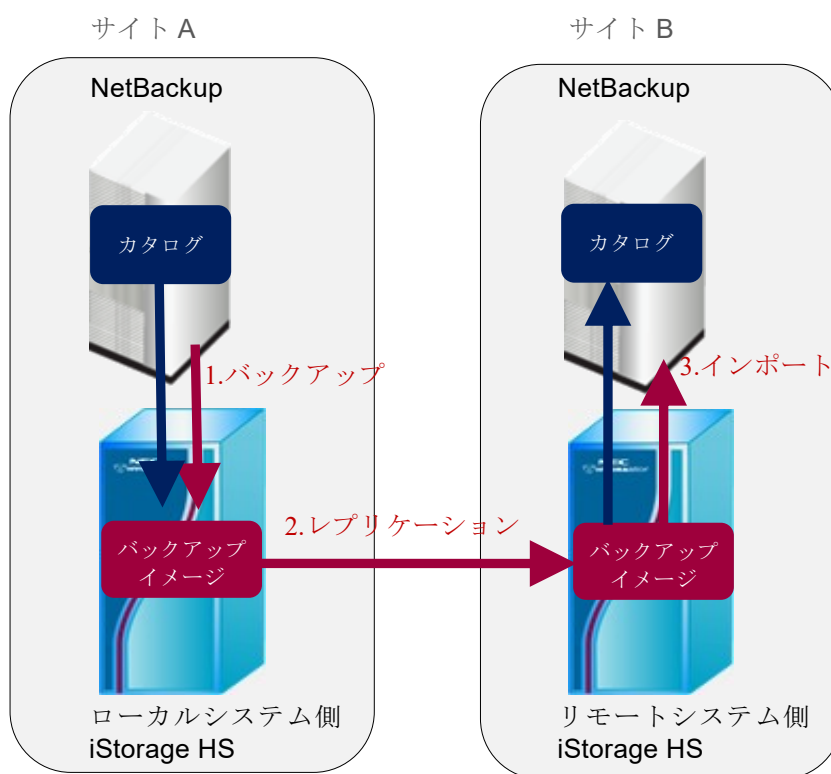 サイト A
サイト B
NetBackup
NetBackup
カタログ
カタログ
1.バックアップ
3.インポート
2.レプリケーション
バックアップ
イメージ
バックアップ
イメージ
ローカルシステム側
iStorage HS
リモートシステム側
iStorage HS